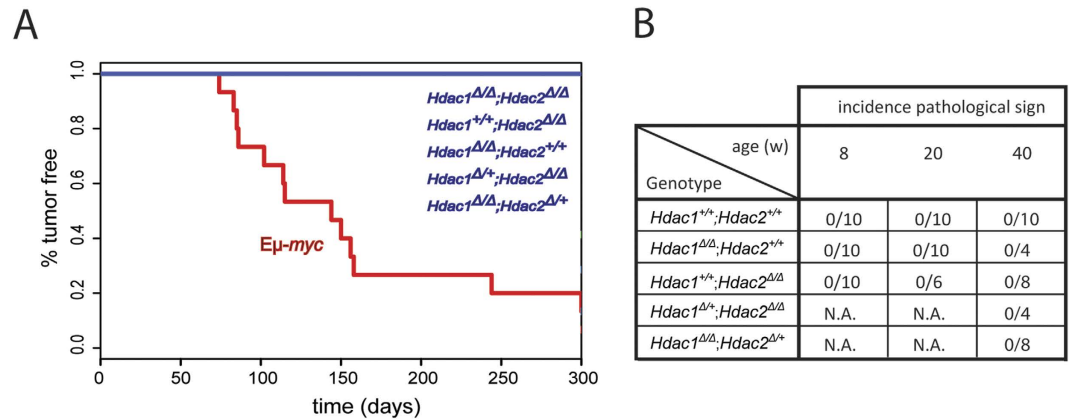 A
% tumor free
1.0
0.8
0.6
0.4
0.2
0.0
Hdac1Δ/Δ;Hdac2Δ/Δ
Hdac1+/+;Hdac2Δ/Δ
Hdac1Δ/Δ;Hdac2+/+
Hdac1Δ/+;Hdac2Δ/Δ
Hdac1Δ/Δ;Hdac2Δ/+
Eμ-myc
0 50 100 150 200 250 300
time (days)
B
incidence pathological sign
age (w) 8 20 40
Genotype
Hdac1+/+;Hdac2+/+ 0/10 0/10 0/10
Hdac1Δ/Δ;Hdac2+/+ 0/10 0/10 0/4
Hdac1+/+;Hdac2Δ/Δ 0/10 0/6 0/8
Hdac1Δ/+;Hdac2Δ/Δ N.A. N.A. 0/4
Hdac1Δ/Δ;Hdac2Δ/+ N.A. N.A. 0/8